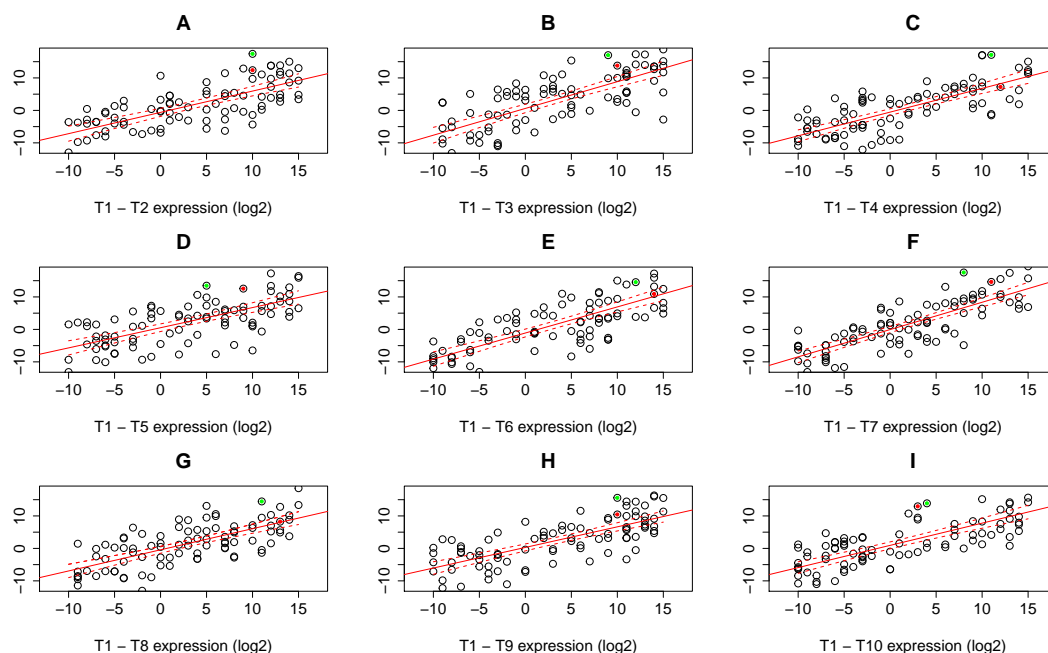 A B C
−10 0 10
−10 −5 0 5 10 15
T1 − T2 expression (log2)
−10 0 10
−10 −5 0 5 10 15
T1 − T3 expression (log2)
−10 0 10
−10 −5 0 5 10 15
T1 − T4 expression (log2)
D E F
−10 0 10
−10 −5 0 5 10 15
T1 − T5 expression (log2)
−10 0 10
−10 −5 0 5 10 15
T1 − T6 expression (log2)
−10 0 10
−10 −5 0 5 10 15
T1 − T7 expression (log2)
G H I
−10 0 10
−10 −5 0 5 10 15
T1 − T8 expression (log2)
−10 0 10
−10 −5 0 5 10 15
T1 − T9 expression (log2)
−10 0 10
−10 −5 0 5 10 15
T1 − T10 expression (log2)